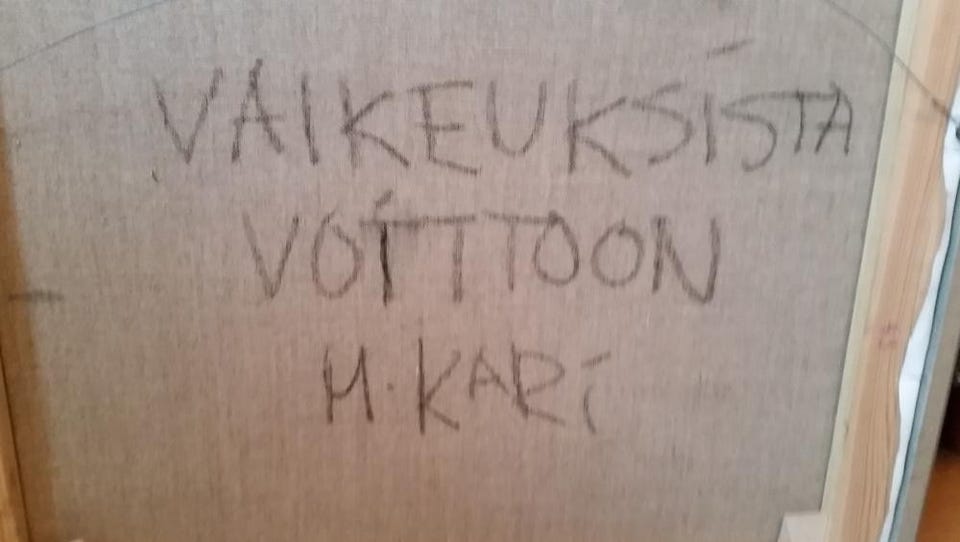 VAIKEUKSISTA
VOITTOON
M. KARI